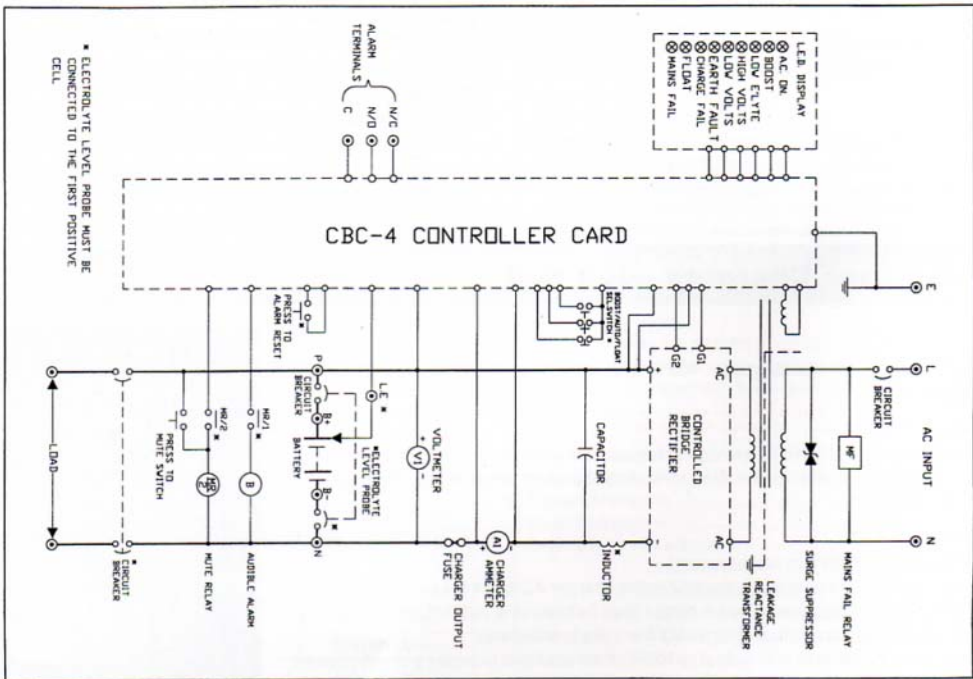 L.E.D. DISPLAY
A.C. ON.
BOOST
LOW E'LYTE
HIGH VOLTS
LOW VOLTS
EARTH FAULT
CHARGE FAIL
FLOAT
MAINS FAIL
ALARM
TERMINALS
N/C
N/O
C
* ELECTROLYTE LEVEL PROBE MUST BE
CONNECTED TO THE FIRST POSITIVE
CELL
CBC-4 CONTROLLER CARD
E
L
N
AC INPUT
CIRCUIT
BREAKER
MF
MAINS FAIL RELAY
SURGE SUPPRESSOR
LEAKAGE
REACTANCE
TRANSFORMER
AC
AC
G1
G2
+
-
CONTROLLED
BRIDGE
RECTIFIER
BOOST/AUTO/FLOAT
SEL.SWITCH *
INDUCTOR
*
CAPACITOR
A1
+
-
CHARGER
AMMETER
CHARGER OUTPUT
FUSE
VOLTMETER
+
V1
-
L.E *
*ELECTROLYTE
LEVEL PROBE
P
CIRCUIT
BREAKER
B+
BATTERY
B-
*
N
PRESS TO
ALARM RESET
*
MR/1
*
B
AUDIBLE ALARM
MR/2
*
MR
2
MUTE RELAY
PRESS TO
MUTE SWITCH
*
CIRCUIT
BREAKER
LOAD